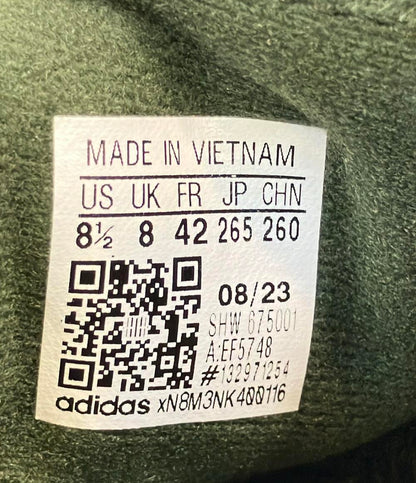 MADE IN VIETNAM
US UK FR JP CHN
8½ 8 42 265 260
08/23
SHW 675001
A:EF5748
#132971254
adidas xN8M3NK400116